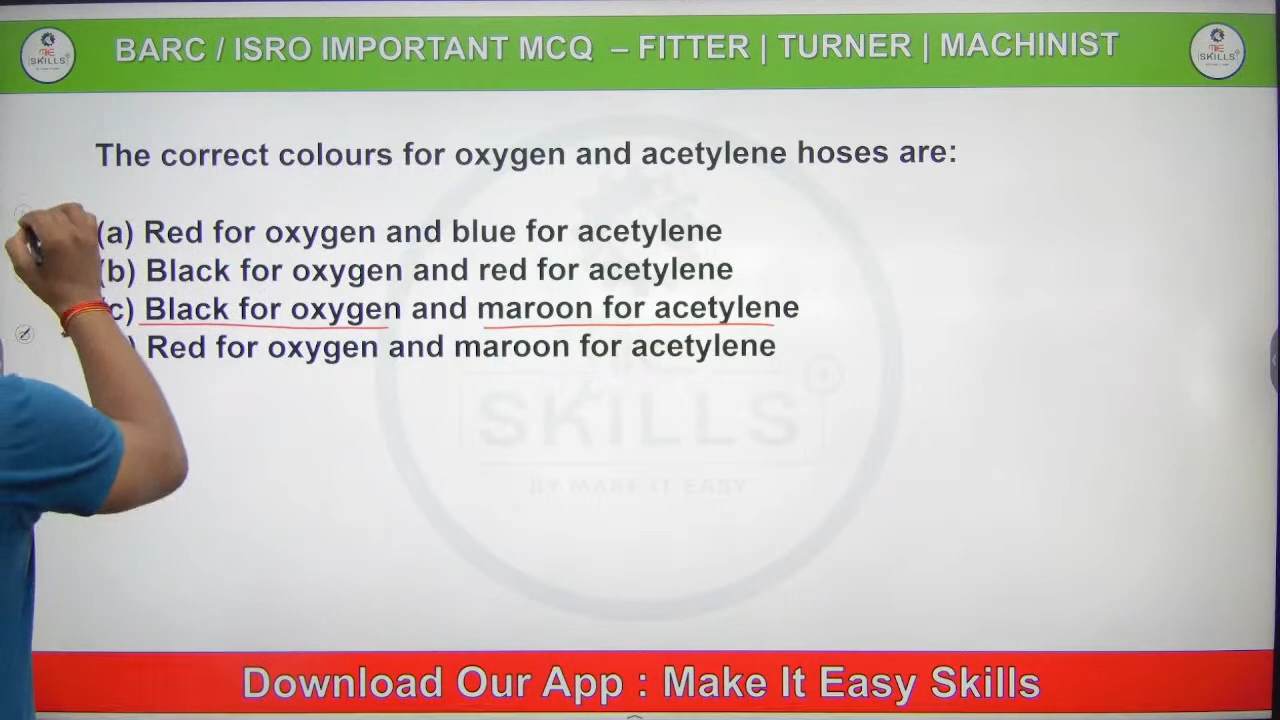 BARC / ISRO IMPORTANT MCQ – FITTER | TURNER | MACHINIST
SKILLS
SKILLS
The correct colours for oxygen and acetylene hoses are:
(a) Red for oxygen and blue for acetylene
(b) Black for oxygen and red for acetylene
c) Black for oxygen and maroon for acetylene
) Red for oxygen and maroon for acetylene
SKILLS
BY MAKE IT EASY
Download Our App : Make It Easy Skills